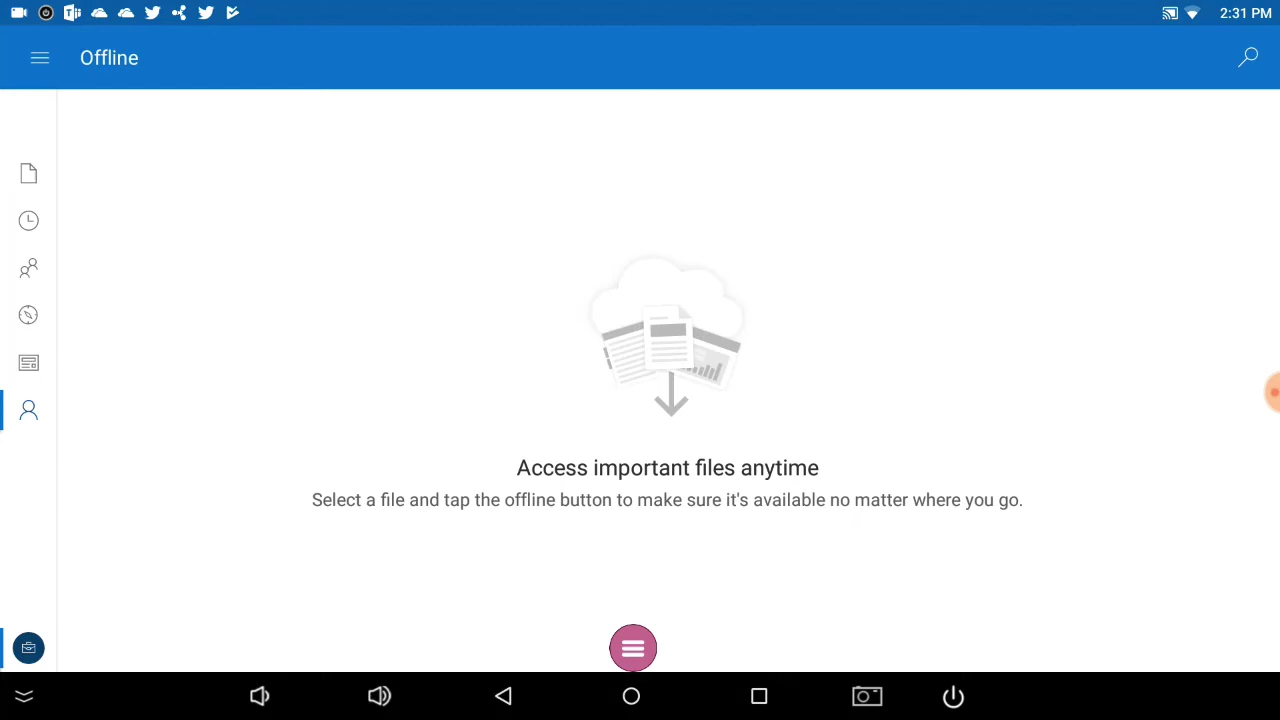 2:31 PM
Offline
Access important files anytime
Select a file and tap the offline button to make sure it's available no matter where you go.